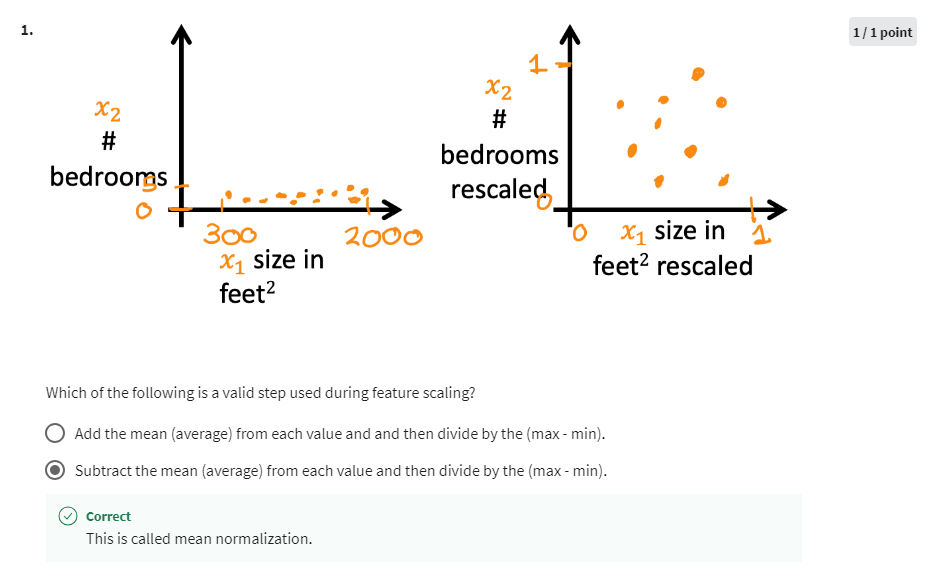 1.
1 / 1 point
x₂
#
bedrooms
5
0
300
2000
x₁ size in
feet²
1
x₂
#
bedrooms
rescaled
0
0
x₁ size in
1
feet² rescaled
Which of the following is a valid step used during feature scaling?
Add the mean (average) from each value and and then divide by the (max - min).
Subtract the mean (average) from each value and then divide by the (max - min).
Correct
This is called mean normalization.